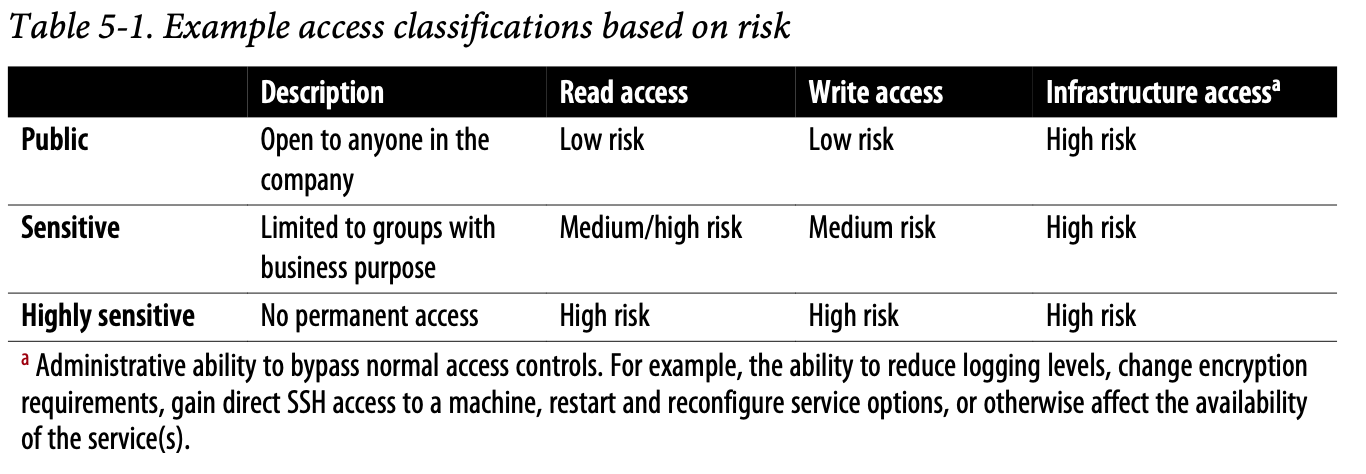 Table 5-1. Example access classifications based on risk
Description Read access Write access Infrastructure accessᵃ
Public Open to anyone in the company Low risk Low risk High risk
Sensitive Limited to groups with business purpose Medium/high risk Medium risk High risk
Highly sensitive No permanent access High risk High risk High risk
ᵃ Administrative ability to bypass normal access controls. For example, the ability to reduce logging levels, change encryption
requirements, gain direct SSH access to a machine, restart and reconfigure service options, or otherwise affect the availability
of the service(s).